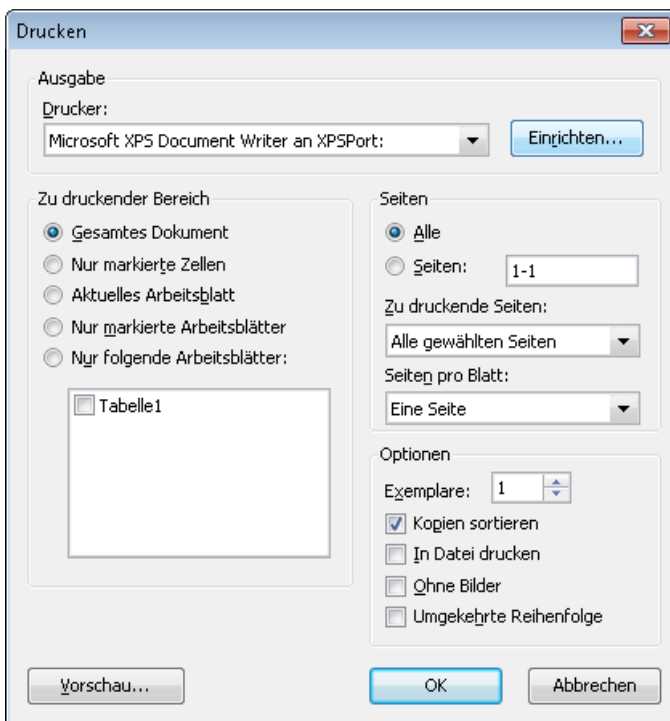 Drucken
Ausgabe
Drucker:
Microsoft XPS Document Writer an XPSPort:
Einrichten...
Zu druckender Bereich
Gesamtes Dokument
Nur markierte Zellen
Aktuelles Arbeitsblatt
Nur markierte Arbeitsblätter
Nur folgende Arbeitsblätter:
Tabelle1
Seiten
Alle
Seiten:
1-1
Zu druckende Seiten:
Alle gewählten Seiten
Seiten pro Blatt:
Eine Seite
Optionen
Exemplare:
1
Kopien sortieren
In Datei drucken
Ohne Bilder
Umgekehrte Reihenfolge
Vorschau...
OK
Abbrechen